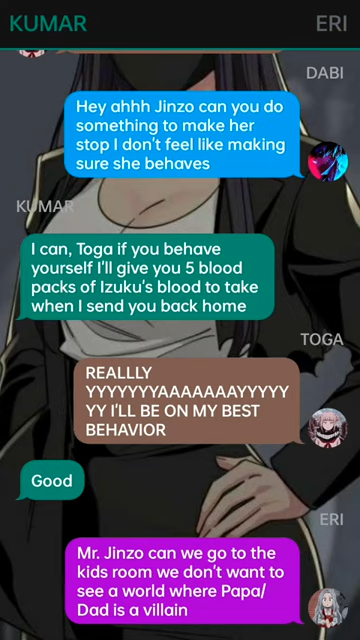 KUMAR
ERI
DABI
Hey ahhh Jinzo can you do
something to make her
stop I don't feel like making
sure she behaves
KUMAR
I can, Toga if you behave
yourself I'll give you 5 blood
packs of Izuku's blood to take
when I send you back home
TOGA
REALLLY
YYYYYYYAAAAAAAYYYYY
YY I'LL BE ON MY BEST
BEHAVIOR
Good
ERI
Mr. Jinzo can we go to the
kids room we don't want to
see a world where Papa/
Dad is a villain